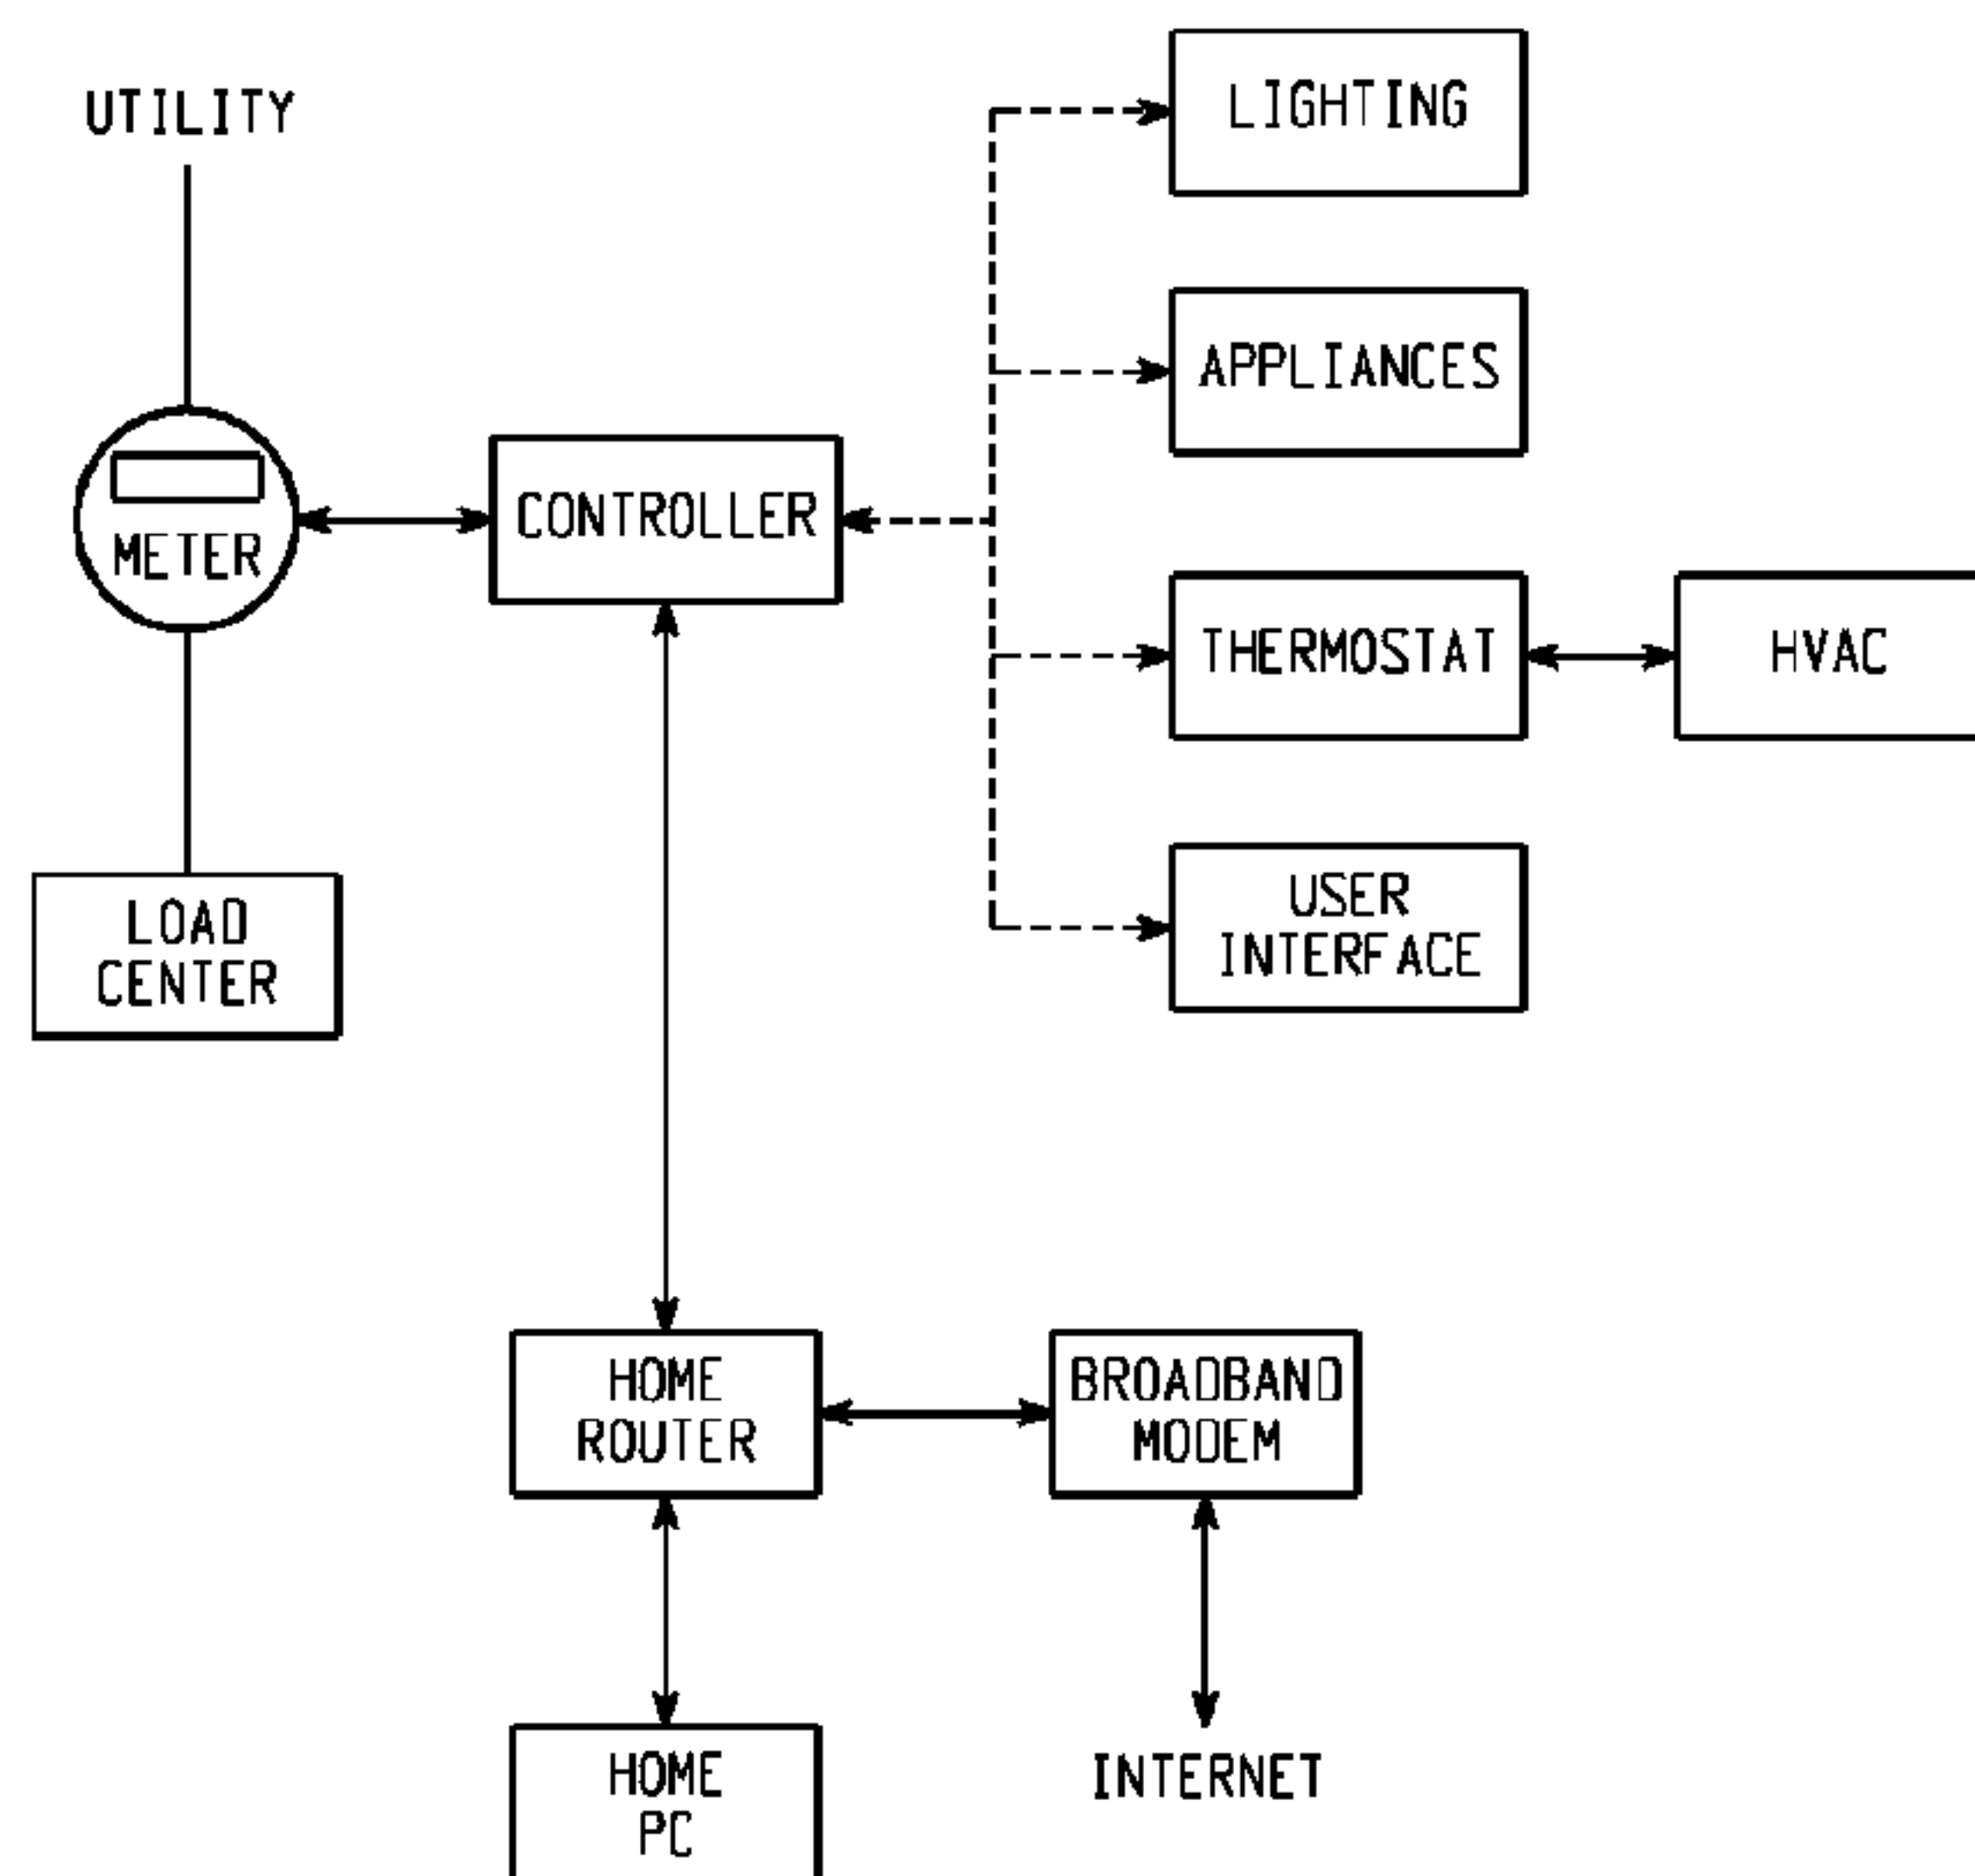 UTILITY
METER
LOAD
CENTER
CONTROLLER
LIGHTING
APPLIANCES
THERMOSTAT
HVAC
USER
INTERFACE
HOME
ROUTER
BROADBAND
MODEM
HOME
PC
INTERNET